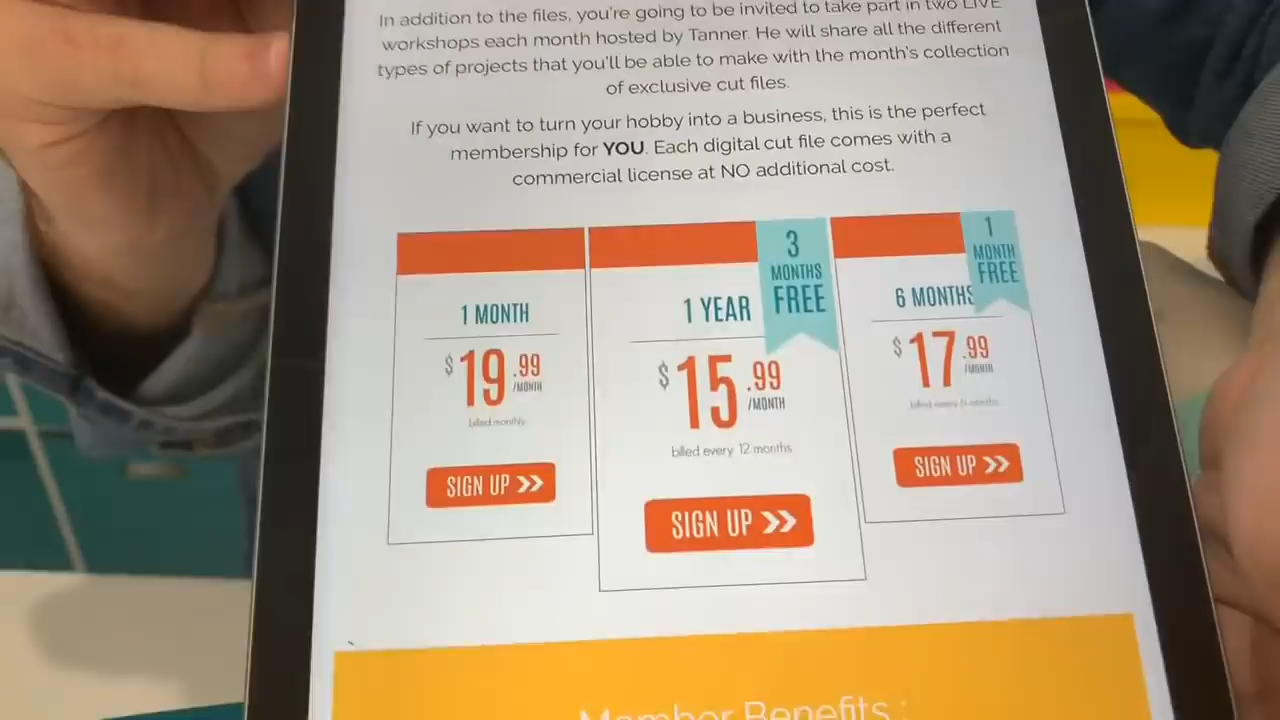 In addition to the files, you're going to be invited to take part in two LIVE
workshops each month hosted by Tanner. He will share all the different
types of projects that you'll be able to make with the month's collection
of exclusive cut files.
If you want to turn your hobby into a business, this is the perfect
membership for YOU. Each digital cut file comes with a
commercial license at NO additional cost.
1 MONTH
$19.99
/MONTH
billed monthly
SIGN UP >>
3
MONTHS
FREE
1 YEAR
$15.99
/MONTH
billed every 12 months
SIGN UP >>
1
MONTH
FREE
6 MONTHS
$17.99
/MONTH
billed every 6 months
SIGN UP >>
Member Benefits :